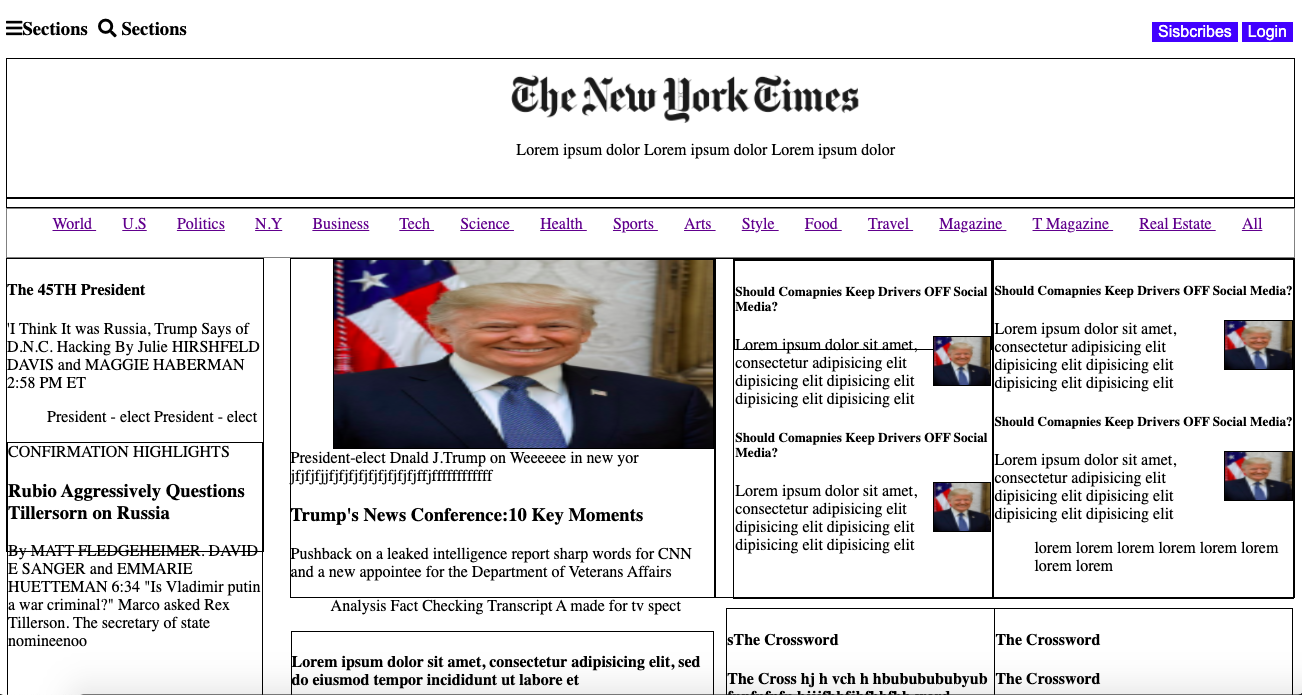 Sections Sections
Sisbcribes Login
The New York Times
Lorem ipsum dolor Lorem ipsum dolor Lorem ipsum dolor
World U.S Politics N.Y Business Tech Science Health Sports Arts Style Food Travel Magazine T Magazine Real Estate All
The 45TH President
'I Think It was Russia, Trump Says of
D.N.C. Hacking By Julie HIRSHFELD
DAVIS and MAGGIE HABERMAN
2:58 PM ET
President - elect President - elect
CONFIRMATION HIGHLIGHTS
Rubio Aggressively Questions
Tillersorn on Russia
By MATT FLEDGEHEIMER. DAVID
E SANGER and EMMARIE
HUETTEMAN 6:34 "Is Vladimir putin
a war criminal?" Marco asked Rex
Tillerson. The secretary of state
nomineenoo
President-elect Dnald J.Trump on Weeeeee in new yor
Trump's News Conference:10 Key Moments
Pushback on a leaked intelligence report sharp words for CNN
and a new appointee for the Department of Veterans Affairs
Analysis Fact Checking Transcript A made for tv spect
Lorem ipsum dolor sit amet, consectetur adipisicing elit, sed
do eiusmod tempor incididunt ut labore et
Should Comapnies Keep Drivers OFF Social
Media?
Lorem ipsum dolor sit amet,
consectetur adipisicing elit
dipisicing elit dipisicing elit
dipisicing elit dipisicing elit
Should Comapnies Keep Drivers OFF Social
Media?
Lorem ipsum dolor sit amet,
consectetur adipisicing elit
dipisicing elit dipisicing elit
dipisicing elit dipisicing elit
Should Comapnies Keep Drivers OFF Social Media?
Lorem ipsum dolor sit amet,
consectetur adipisicing elit
dipisicing elit dipisicing elit
dipisicing elit dipisicing elit
Should Comapnies Keep Drivers OFF Social Media?
Lorem ipsum dolor sit amet,
consectetur adipisicing elit
dipisicing elit dipisicing elit
dipisicing elit dipisicing elit
lorem lorem lorem lorem lorem lorem
lorem lorem
sThe Crossword
The Cross hj h vch h hbubububububyub
The Crossword
The Crossword